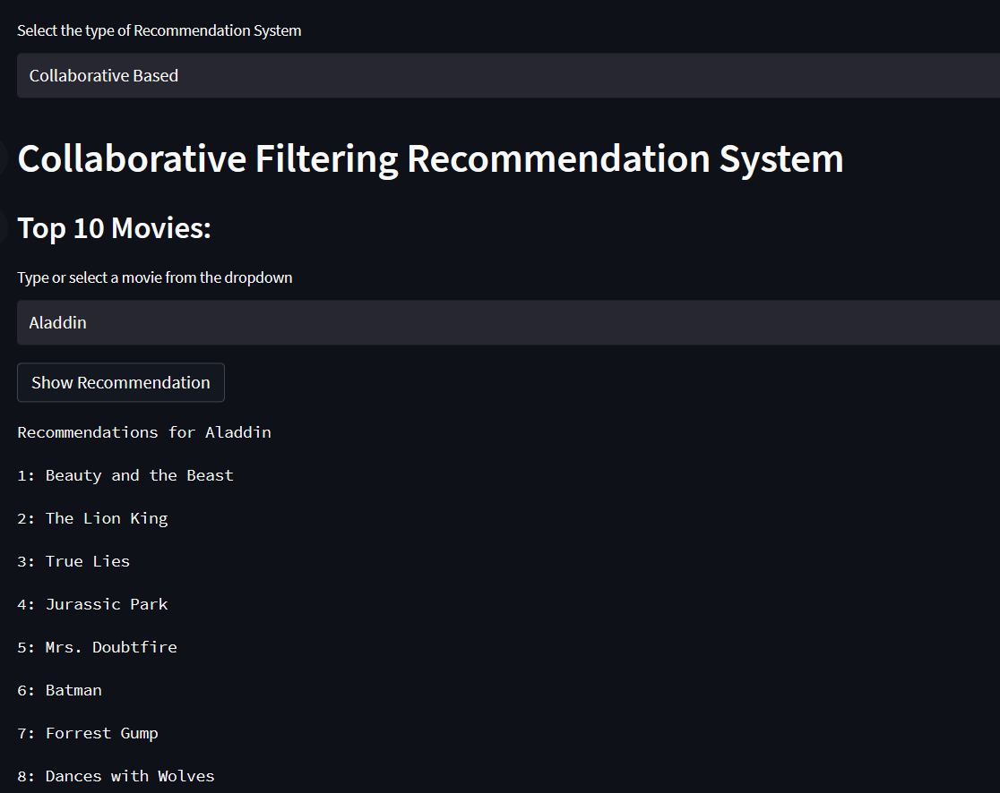 Select the type of Recommendation System
Collaborative Based
Collaborative Filtering Recommendation System
Top 10 Movies:
Type or select a movie from the dropdown
Aladdin
Show Recommendation
Recommendations for Aladdin
1: Beauty and the Beast
2: The Lion King
3: True Lies
4: Jurassic Park
5: Mrs. Doubtfire
6: Batman
7: Forrest Gump
8: Dances with Wolves